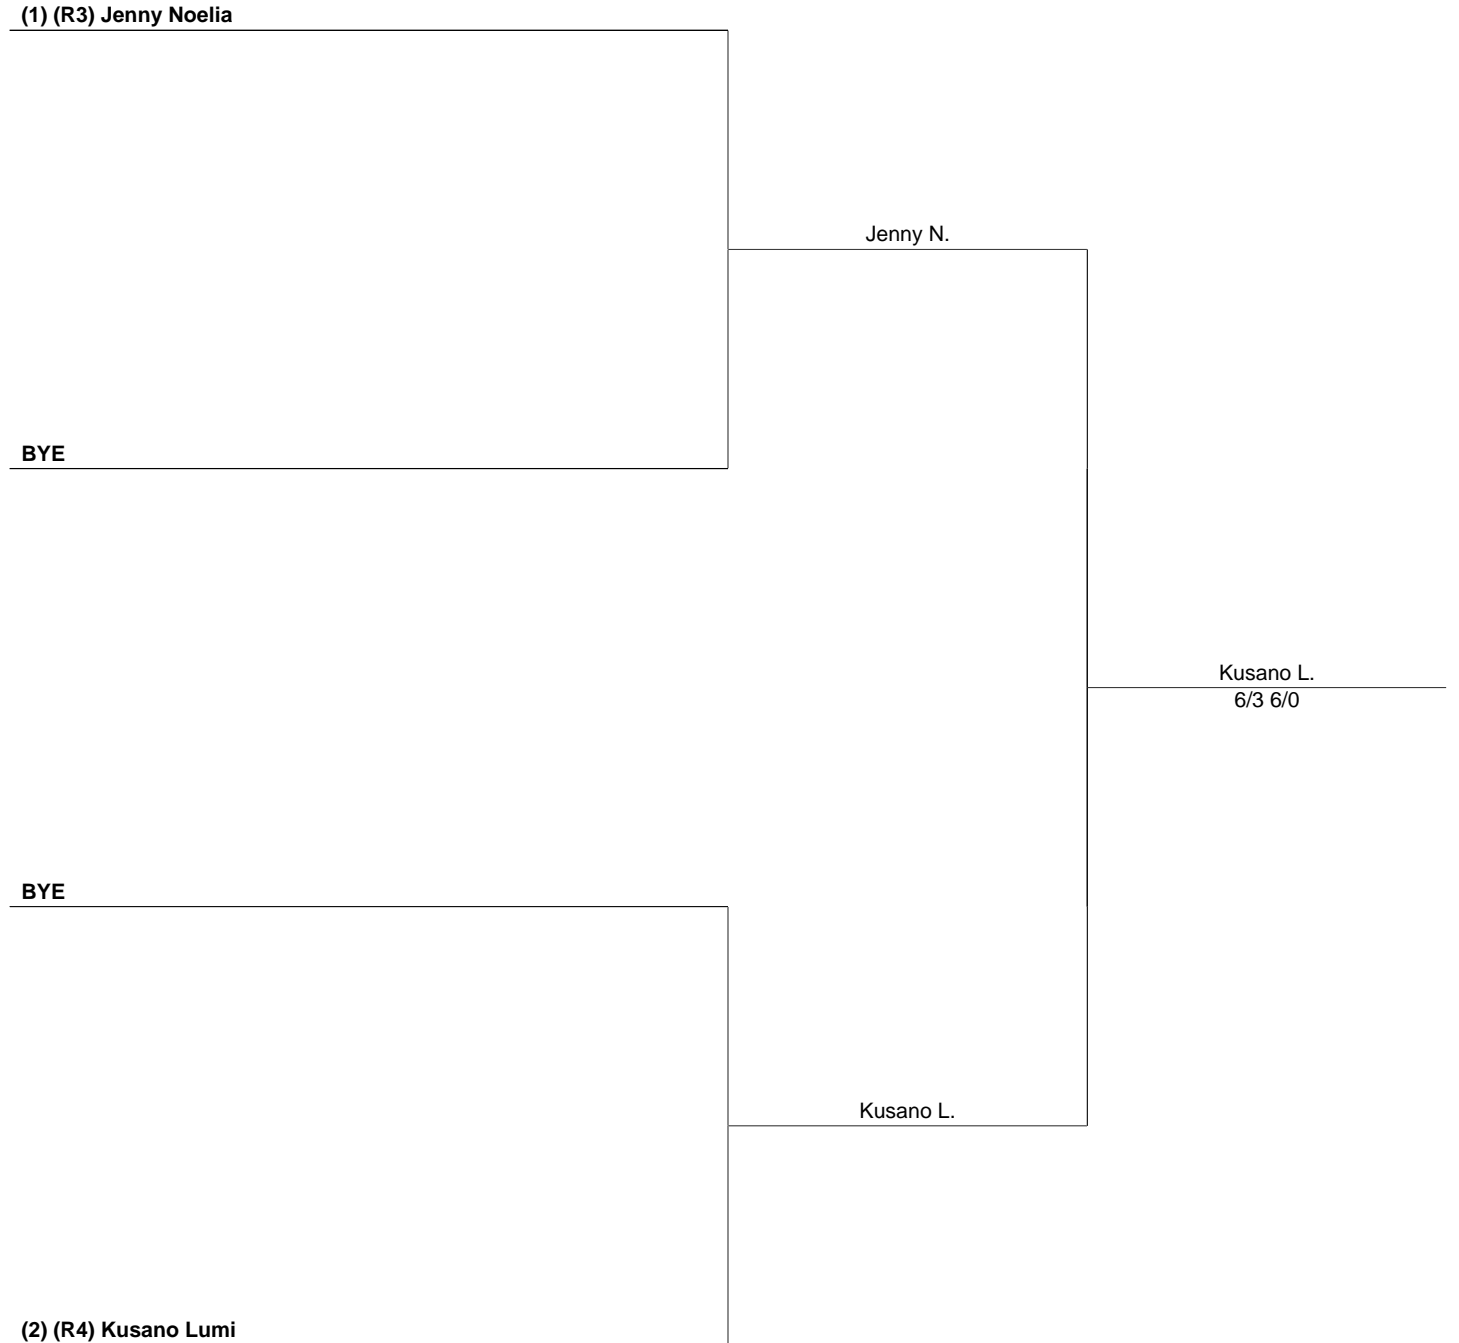 (1) (R3) Jenny Noelia
Jenny N.
BYE
Kusano L.
6/3 6/0
BYE
Kusano L.
(2) (R4) Kusano Lumi